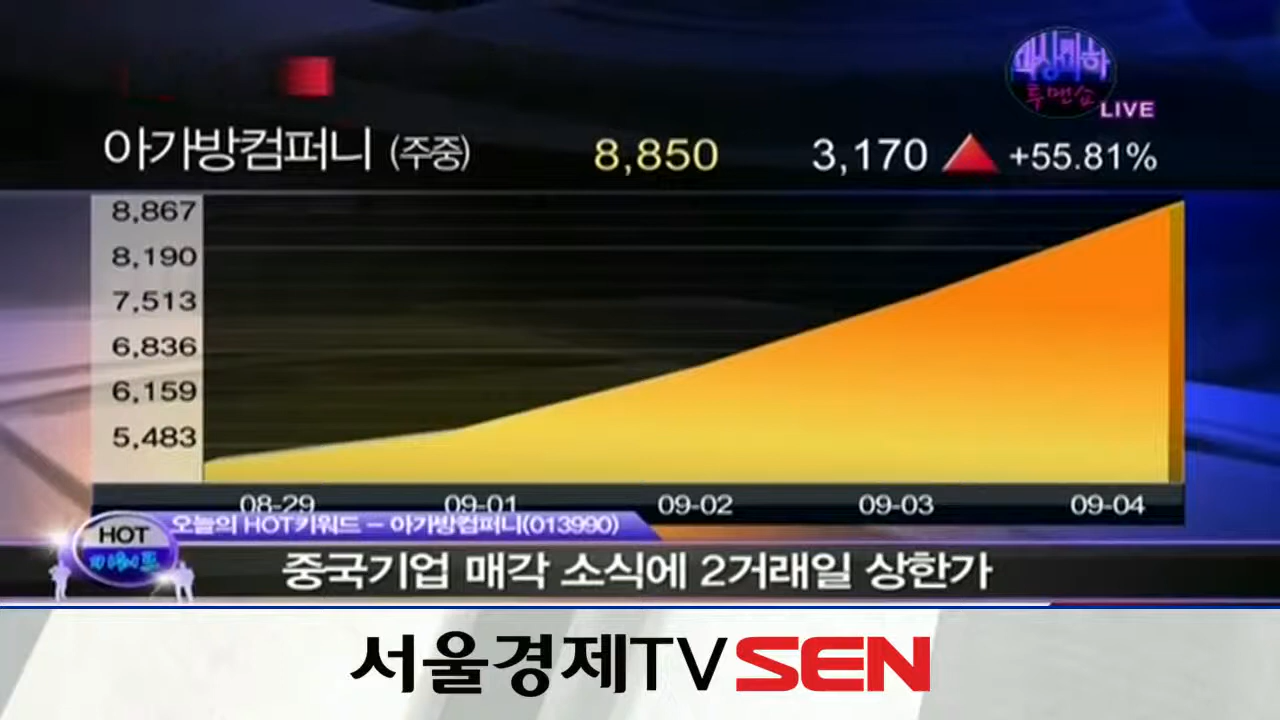 LIVE
아가방컴퍼니 (주중) 8,850 3,170 ▲ +55.81%
8,867
8,190
7,513
6,836
6,159
5,483
08-29 09-01 09-02 09-03 09-04
HOT
오늘의 HOT키워드 - 아가방컴퍼니(013990)
중국기업 매각 소식에 2거래일 상한가
서울경제TV SEN